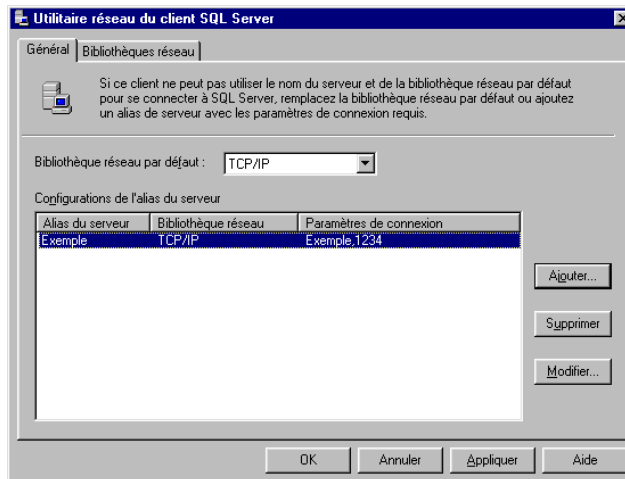 Utilitaire réseau du client SQL Server
Général Bibliothèques réseau
Si ce client ne peut pas utiliser le nom du serveur et de la bibliothèque réseau par défaut
pour se connecter à SQL Server, remplacez la bibliothèque réseau par défaut ou ajoutez
un alias de serveur avec les paramètres de connexion requis.
Bibliothèque réseau par défaut : TCP/IP
Configurations de l'alias du serveur
Alias du serveur Bibliothèque réseau Paramètres de connexion
Exemple TCP/IP Exemple,1234
Ajouter...
Supprimer
Modifier...
OK Annuler Appliquer Aide